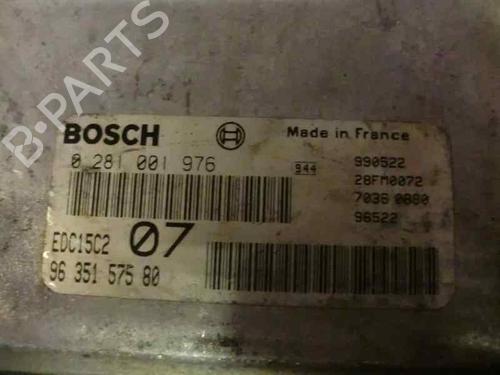 BOSCH
Made in France
0 281 001 976
944
990522
28FM0072
7036 0880
96522
EDC15C2
07
96 351 575 80
B-PARTS